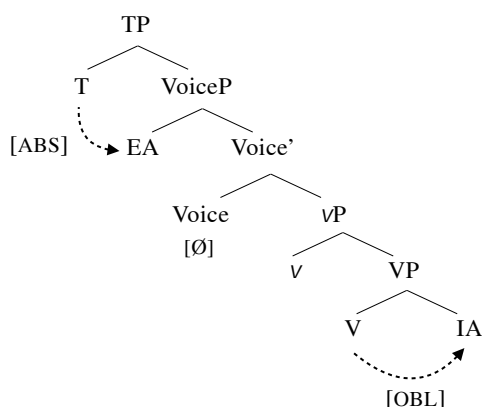 TP
T VoiceP
[ABS] EA Voice’
Voice vP
[Ø] v VP
V IA
[OBL]